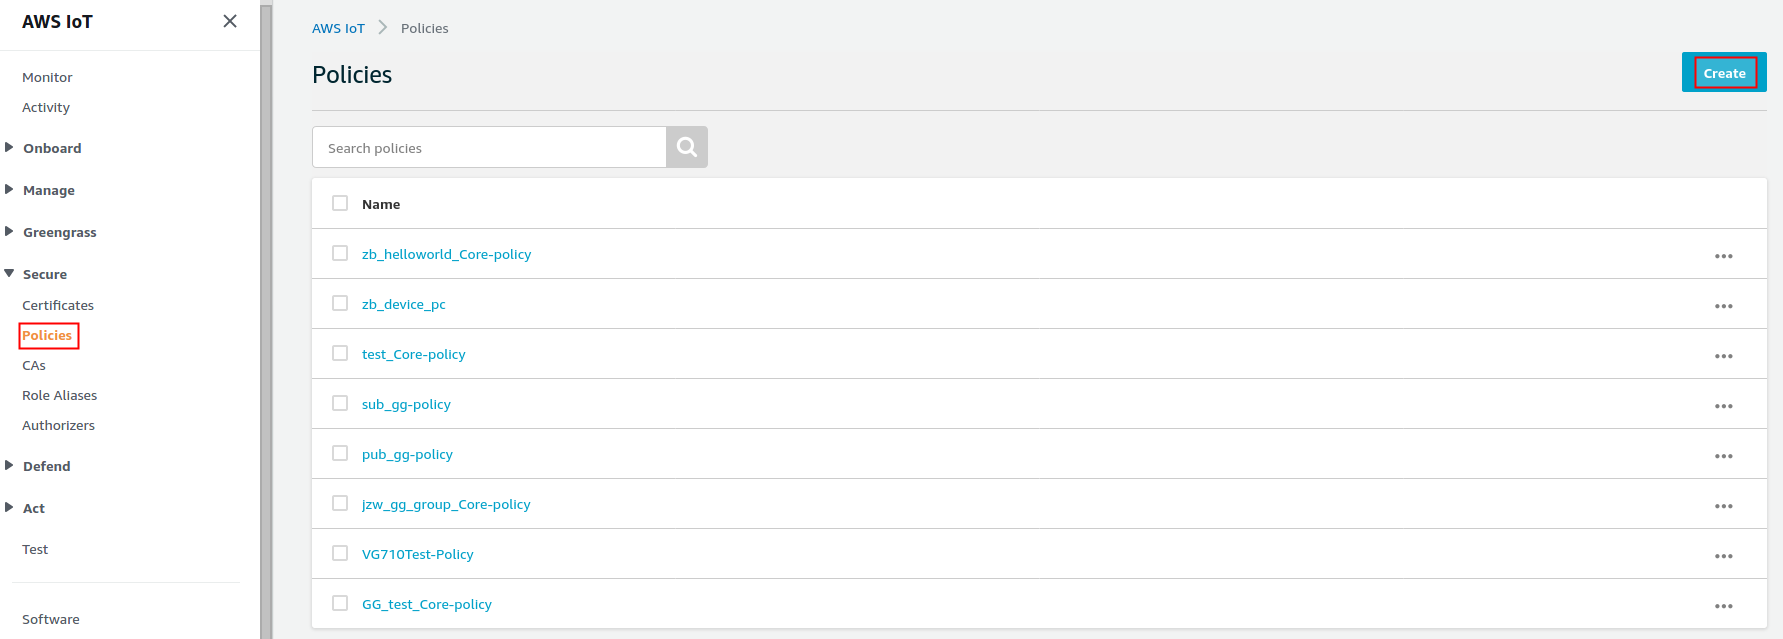 AWS IoT
Monitor
Activity
Onboard
Manage
Greengrass
Secure
Certificates
Policies
CAs
Role Aliases
Authorizers
Defend
Act
Test
Software
AWS IoT > Policies
Policies
Create
Search policies
Name
zb_helloworld_Core-policy
zb_device_pc
test_Core-policy
sub_gg-policy
pub_gg-policy
jzw_gg_group_Core-policy
VG710Test-Policy
GG_test_Core-policy